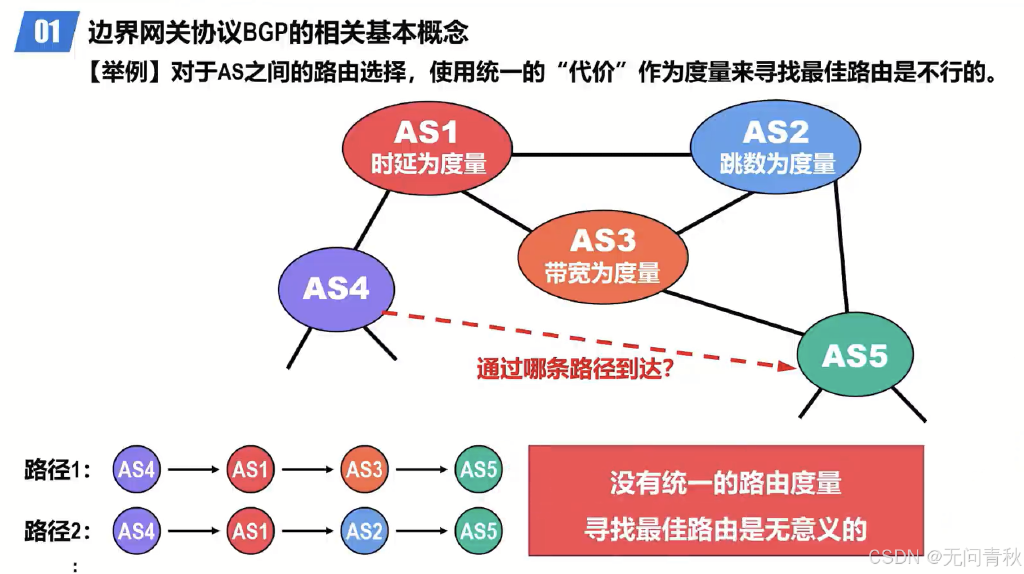 01 边界网关协议BGP的相关基本概念
【举例】对于AS之间的路由选择，使用统一的“代价”作为度量来寻找最佳路由是不行的。
AS1
时延为度量
AS2
跳数为度量
AS3
带宽为度量
AS4
AS5
通过哪条路径到达？
路径1： AS4 AS1 AS3 AS5
路径2： AS4 AS1 AS2 AS5
：
没有统一的路由度量
寻找最佳路由是无意义的
CSDN @无问青秋